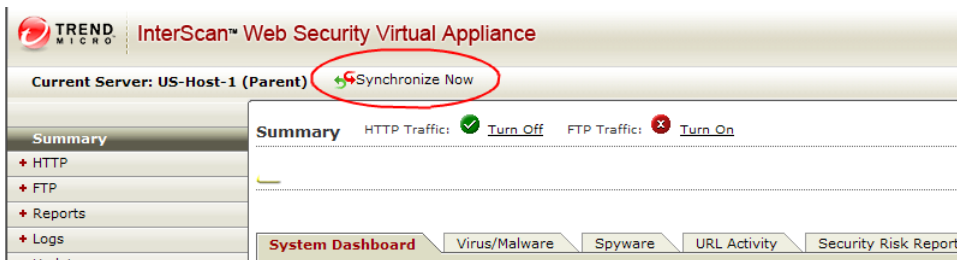 TREND MICRO InterScan™ Web Security Virtual Appliance
Current Server: US-Host-1 (Parent) Synchronize Now
Summary
Summary HTTP Traffic: Turn Off FTP Traffic: Turn On
+ HTTP
+ FTP
+ Reports
+ Logs
System Dashboard Virus/Malware Spyware URL Activity Security Risk Report